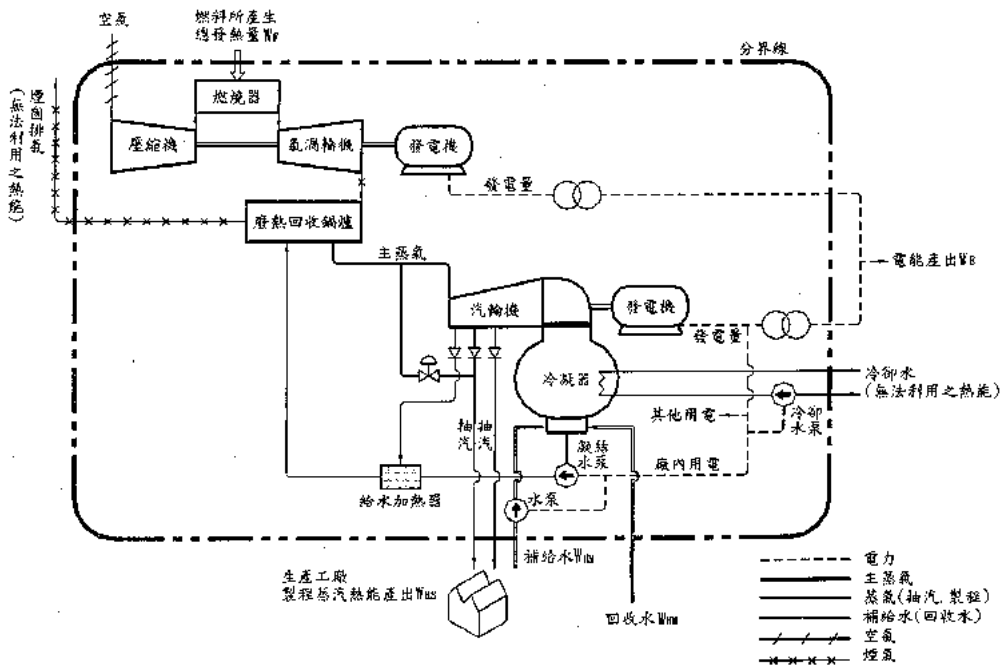 空氣
燃料所產生
總發熱量WF
分界線
煙囪排氣
(無法利用之熱能)
燃燒器
壓縮機
氣渦輪機
發電機
發電量
廢熱回收鍋爐
主蒸氣
電能產出WE
汽輪機
發電機
發電量
冷凝器
冷卻水
(無法利用之熱能)
冷卻
水泵
其他用電
抽汽
抽汽
凝結
水泵
廠內用電
給水加熱器
水泵
補給水WHM
生產工廠
製程蒸汽熱能產出WHS
回收水WHW
電力
主蒸氣
蒸氣(抽汽.製程)
補給水(回收水)
空氣
煙氣